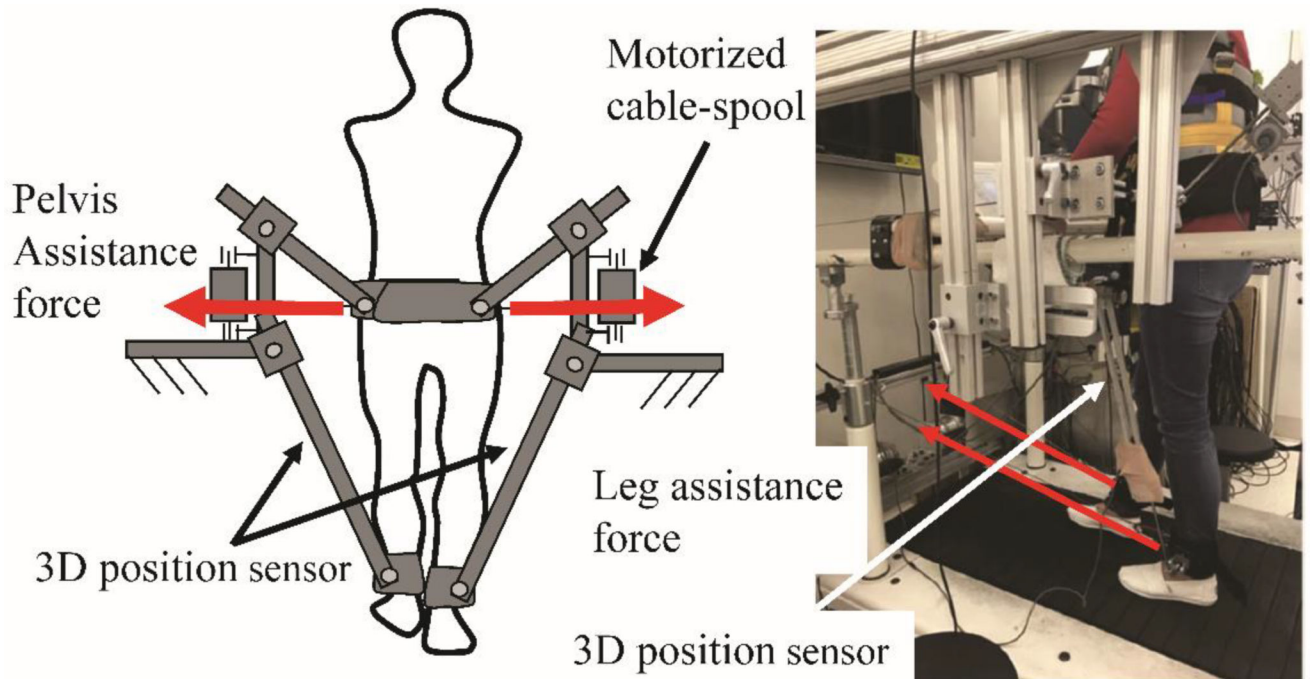 Motorized
cable-spool
Pelvis
Assistance
force
Leg assistance
force
3D position sensor
3D position sensor